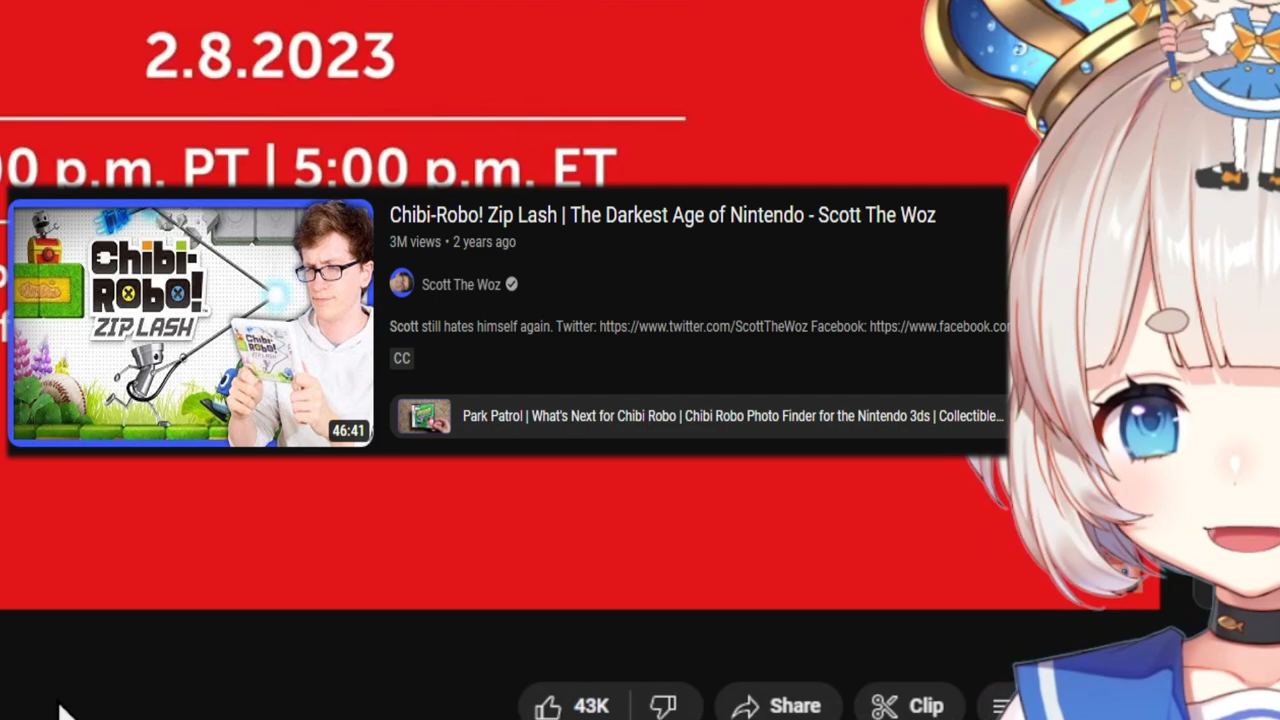 2.8.2023
p.m. PT | 5:00 p.m. ET
Chibi-
Robo!
ZIP LASH
Chibi-
Robo!
46:41
Chibi-Robo! Zip Lash | The Darkest Age of Nintendo - Scott The Woz
3M views • 2 years ago
Scott The Woz
Scott still hates himself again. Twitter: https://www.twitter.com/ScottTheWoz Facebook: https://www.facebook.co
CC
Park Patrol | What's Next for Chibi Robo | Chibi Robo Photo Finder for the Nintendo 3ds | Collectible...
43K
Share
Clip